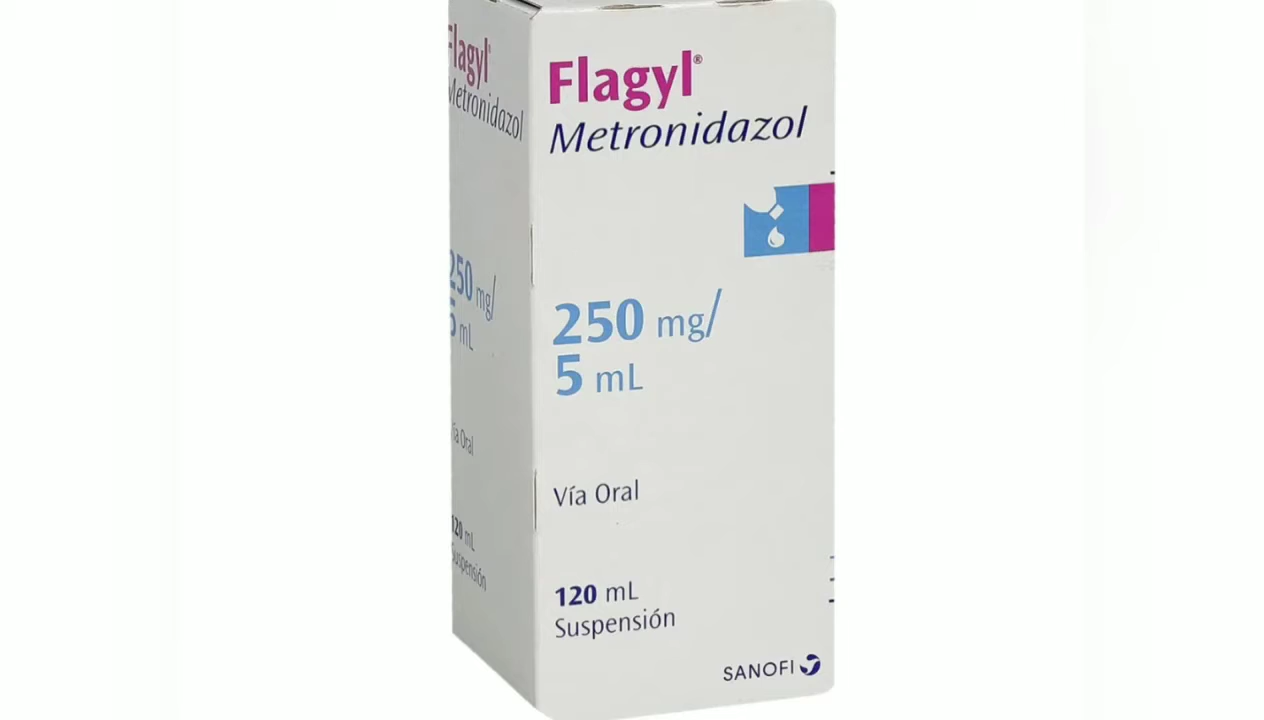 Flagyl®
Metronidazol
250 mg/
5 mL
Vía Oral
120 mL
Suspensión
SANOFI
Flagyl®
Metronidazol
250 mg/
5 mL
Vía Oral
120 mL
Suspensión